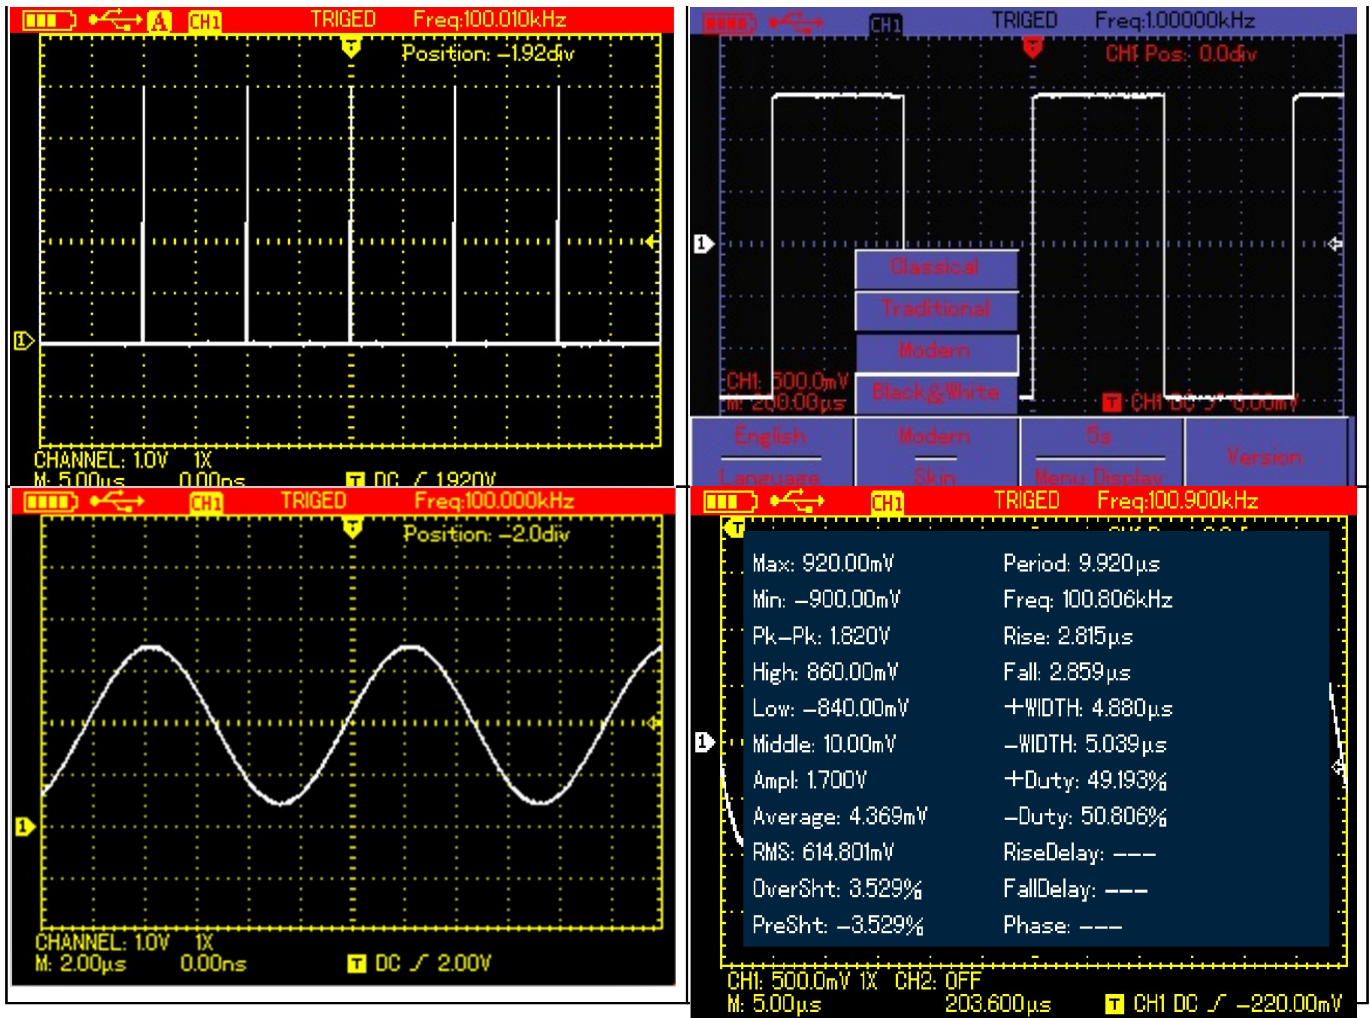 A CH1 TRIGED Freq:100.010kHz
T
Position: -1.92div
1
CHANNEL: 1.0V 1X
M: 5.00µs 0.00ns T DC 1.920V
CH1 TRIGED Freq:1.00000kHz
T
CH1 Pos: 0.0div
1
Classical
Traditional
Modern
Black&White
CH1: 500.0mV
M: 200.00µs T CH1 DC 0.00mV
English Modern 5s Version
Language Skin Menu Display
CH1 TRIGED Freq:100.000kHz
T
Position: -2.0div
1
CHANNEL: 1.0V 1X
M: 2.00µs 0.00ns T DC 2.00V
CH1 TRIGED Freq:100.900kHz
T
Max: 920.00mV Period: 9.920µs
Min: -900.00mV Freq: 100.806kHz
Pk-Pk: 1.820V Rise: 2.815µs
High: 860.00mV Fall: 2.859µs
Low: -840.00mV +WIDTH: 4.880µs
1
Middle: 10.00mV -WIDTH: 5.039µs
Ampl: 1.700V +Duty: 49.193%
Average: 4.369mV -Duty: 50.806%
RMS: 614.801mV RiseDelay: ---
OverSht: 3.529% FallDelay: ---
PreSht: -3.529% Phase: ---
CH1: 500.0mV 1X CH2: OFF
M: 5.00µs 203.600µs T CH1 DC -220.00mV